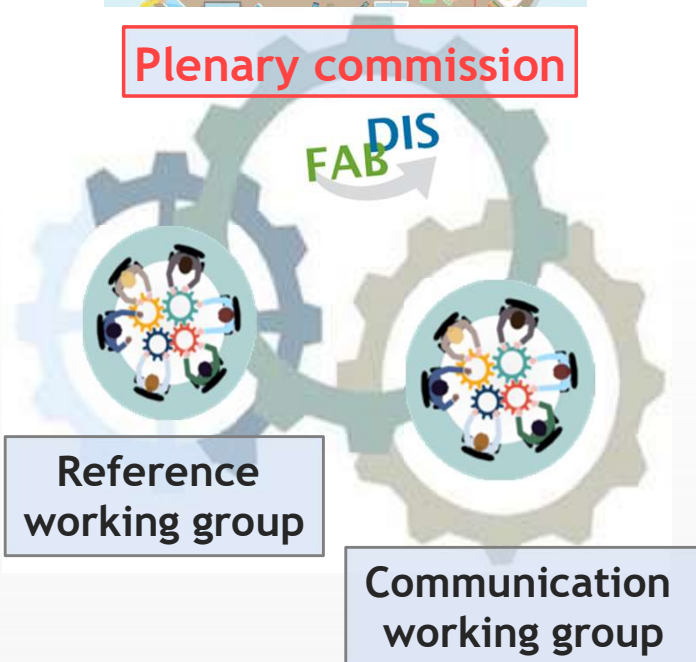 Plenary commission
FAB DIS
Reference
working group
Communication
working group